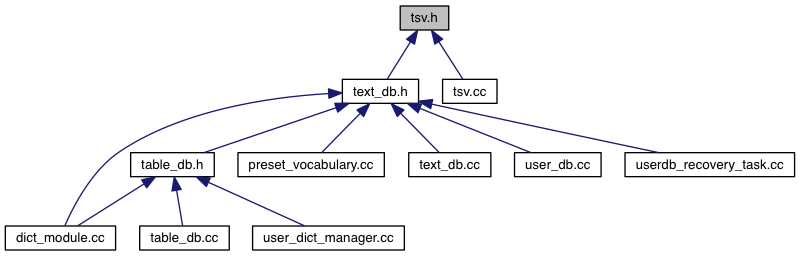 tsv.h
text_db.h
tsv.cc
table_db.h
preset_vocabulary.cc
text_db.cc
user_db.cc
userdb_recovery_task.cc
dict_module.cc
table_db.cc
user_dict_manager.cc